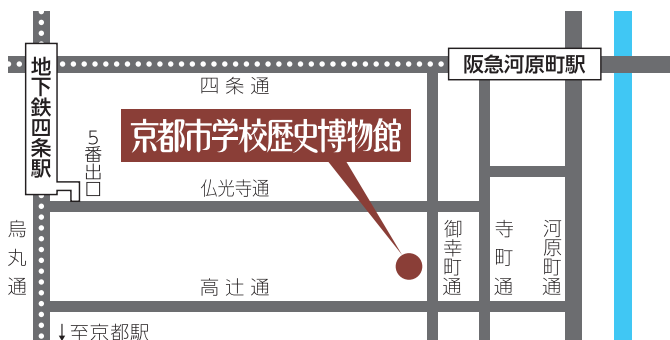 阪急河原町駅
地下鉄四条駅
四条通
京都市学校歴史博物館
5番出口
仏光寺通
烏丸通
御幸町通
寺町通
河原町通
高辻通
↓至京都駅